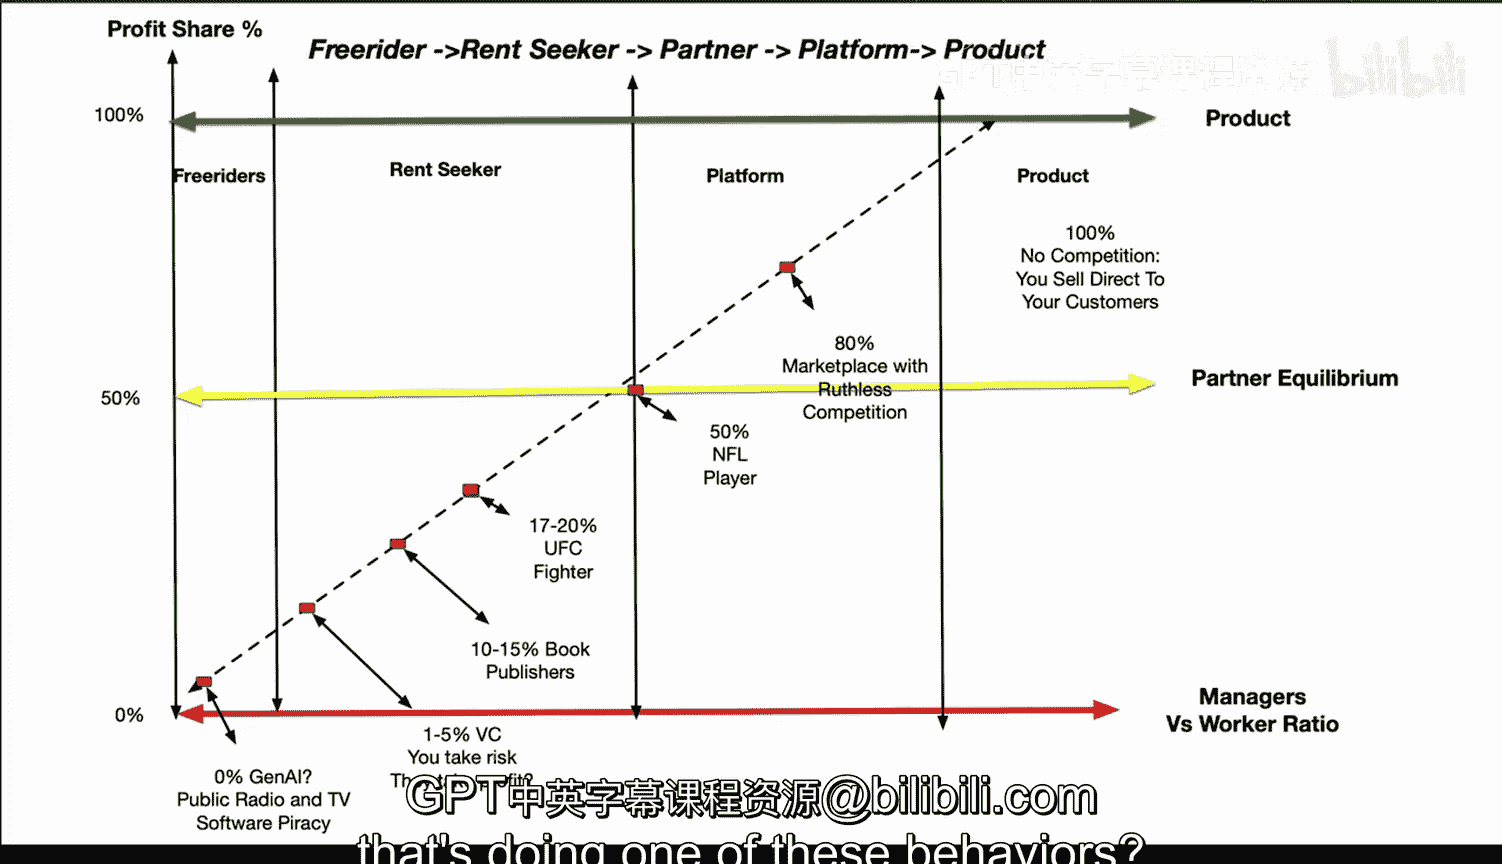 Profit Share %
Freerider ->Rent Seeker -> Partner -> Platform-> Product
bilibili
100%
Product
Freeriders
Rent Seeker
Platform
Product
100%
No Competition:
You Sell Direct To
Your Customers
80%
Marketplace with
Ruthless
Competition
50%
Partner Equilibrium
50%
NFL
Player
17-20%
UFC
Fighter
10-15% Book
Publishers
0%
Managers
Vs Worker Ratio
1-5% VC
You take risk
0% GenAI?
Public Radio and TV
Software Piracy
GPT中英字幕课程资源@bilibili.com
that's doing one of these behaviors?